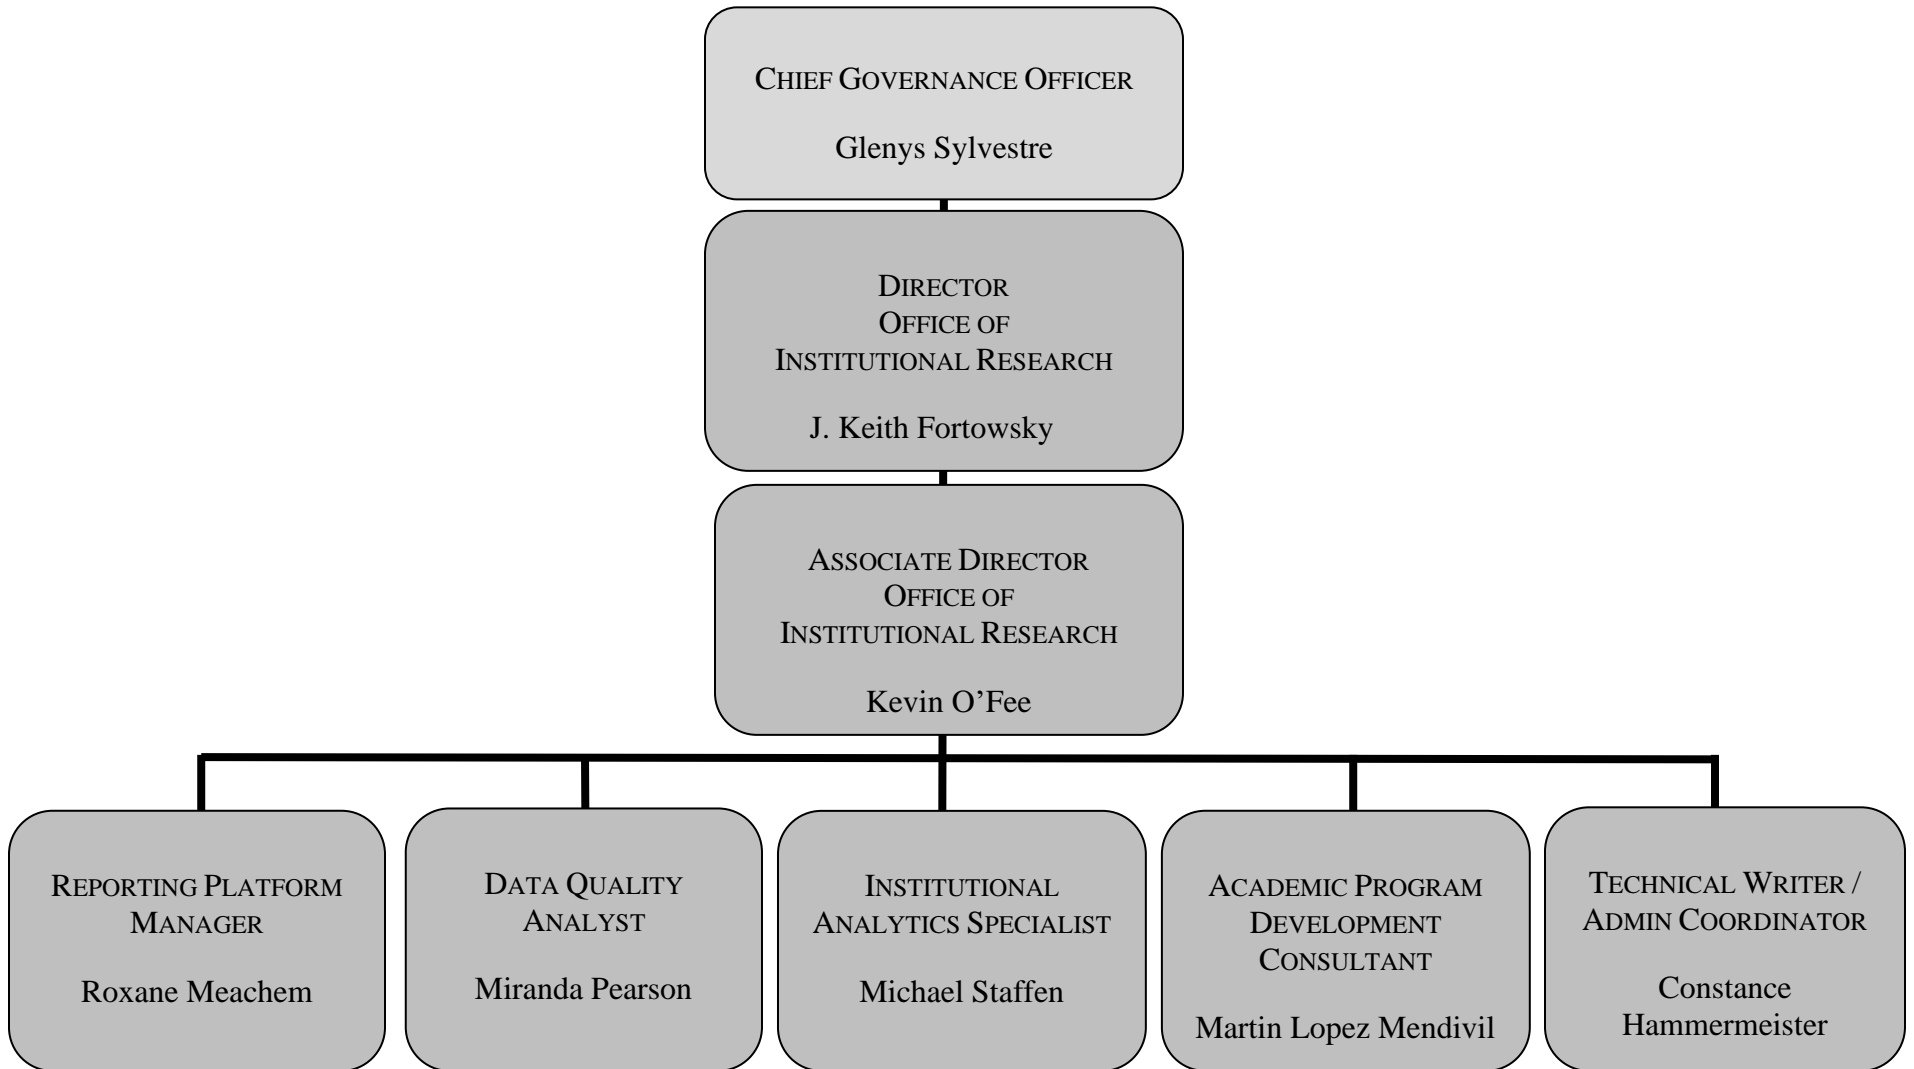 CHIEF GOVERNANCE OFFICER
Glenys Sylvestre
DIRECTOR
OFFICE OF
INSTITUTIONAL RESEARCH
J. Keith Fortowsky
ASSOCIATE DIRECTOR
OFFICE OF
INSTITUTIONAL RESEARCH
Kevin O’Fee
REPORTING PLATFORM
MANAGER
Roxane Meachem
DATA QUALITY
ANALYST
Miranda Pearson
INSTITUTIONAL
ANALYTICS SPECIALIST
Michael Staffen
ACADEMIC PROGRAM
DEVELOPMENT
CONSULTANT
Martin Lopez Mendivil
TECHNICAL WRITER /
ADMIN COORDINATOR
Constance
Hammermeister